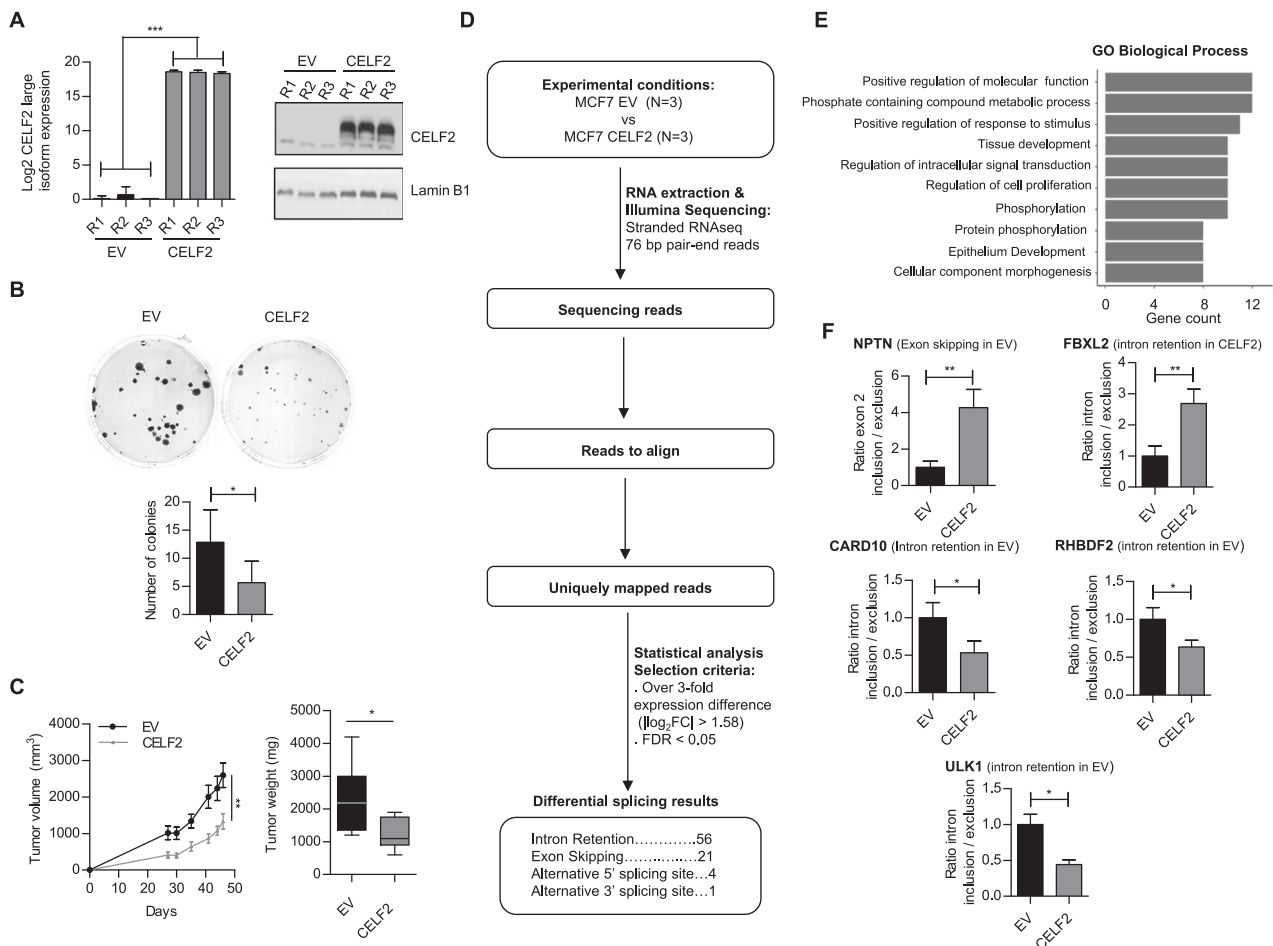 A
***
Log2 CELF2 large
isoform expression
20
15
10
5
0
R1
R2
R3
R1
R2
R3
EV
CELF2
EV
CELF2
R1
R2
R3
R1
R2
R3
CELF2
Lamin B1
B
EV
CELF2
*
Number of colonies
20
15
10
5
0
EV
CELF2
C
EV
CELF2
Tumor volume (mm3)
4000
3000
2000
1000
0
**
0 10 20 30 40 50
Days
*
Tumor weight (mg)
5000
4000
3000
2000
1000
0
EV
CELF2
D
Experimental conditions:
MCF7 EV (N=3)
vs
MCF7 CELF2 (N=3)
RNA extraction &
Illumina Sequencing:
Stranded RNAseq
76 bp pair-end reads
Sequencing reads
Reads to align
Uniquely mapped reads
Statistical analysis
Selection criteria:
. Over 3-fold
expression difference
(|log2FC| > 1.58)
. FDR < 0.05
Differential splicing results
Intron Retention............56
Exon Skipping..............21
Alternative 5' splicing site...4
Alternative 3' splicing site...1
E
GO Biological Process
Positive regulation of molecular function
Phosphate containing compound metabolic process
Positive regulation of response to stimulus
Tissue development
Regulation of intracellular signal transduction
Regulation of cell proliferation
Phosphorylation
Protein phosphorylation
Epithelium Development
Cellular component morphogenesis
0 4 8 12
Gene count
F
NPTN (Exon skipping in EV)
**
Ratio exon 2
inclusion / exclusion
6
4
2
0
EV
CELF2
FBXL2 (intron retention in CELF2)
**
Ratio intron
inclusion / exclusion
4
3
2
1
0
EV
CELF2
CARD10 (Intron retention in EV)
*
Ratio intron
inclusion / exclusion
1.5
1.0
0.5
0.0
EV
CELF2
RHBDF2 (intron retention in EV)
*
Ratio intron
inclusion / exclusion
1.5
1.0
0.5
0.0
EV
CELF2
ULK1 (intron retention in EV)
*
Ratio intron
inclusion / exclusion
1.5
1.0
0.5
0.0
EV
CELF2